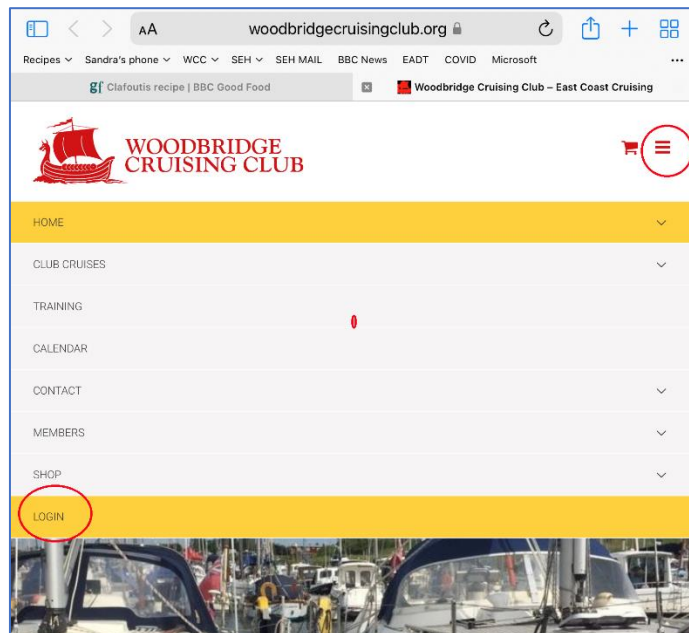 AA woodbridgecruisingclub.org
Recipes Sandra's phone WCC SEH SEH MAIL BBC News EADT COVID Microsoft ...
gf Clafoutis recipe | BBC Good Food Woodbridge Cruising Club – East Coast Cruising
WOODBRIDGE
CRUISING CLUB
HOME
CLUB CRUISES
TRAINING
CALENDAR
CONTACT
MEMBERS
SHOP
LOGIN